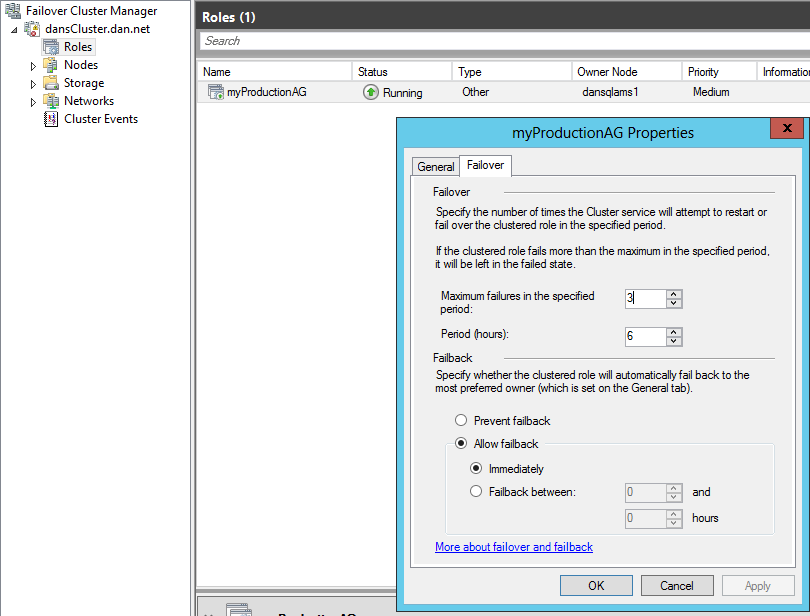 Failover Cluster Manager
dansCluster.dan.net
Roles
Nodes
Storage
Networks
Cluster Events
Roles (1)
Search
Name Status Type Owner Node Priority Information
myProductionAG Running Other dansqlams1 Medium
myProductionAG Properties
X
General Failover
Failover
Specify the number of times the Cluster service will attempt to restart or
fail over the clustered role in the specified period.
If the clustered role fails more than the maximum in the specified period,
it will be left in the failed state.
Maximum failures in the specified
period:
3
Period (hours):
6
Failback
Specify whether the clustered role will automatically fail back to the
most preferred owner (which is set on the General tab).
Prevent failback
Allow failback
Immediately
Failback between: 0 and
0 hours
More about failover and failback
OK Cancel Apply